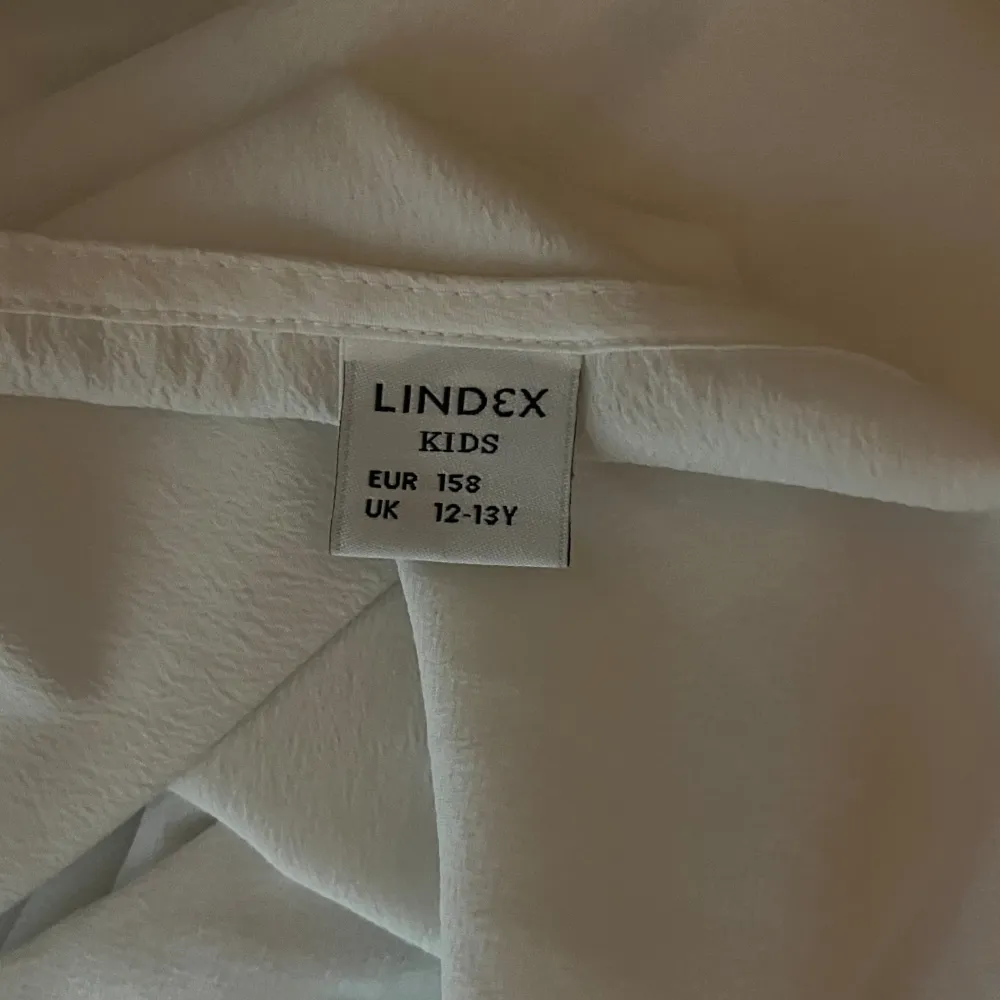 LINDEX
KIDS
EUR 158
UK 12-13Y